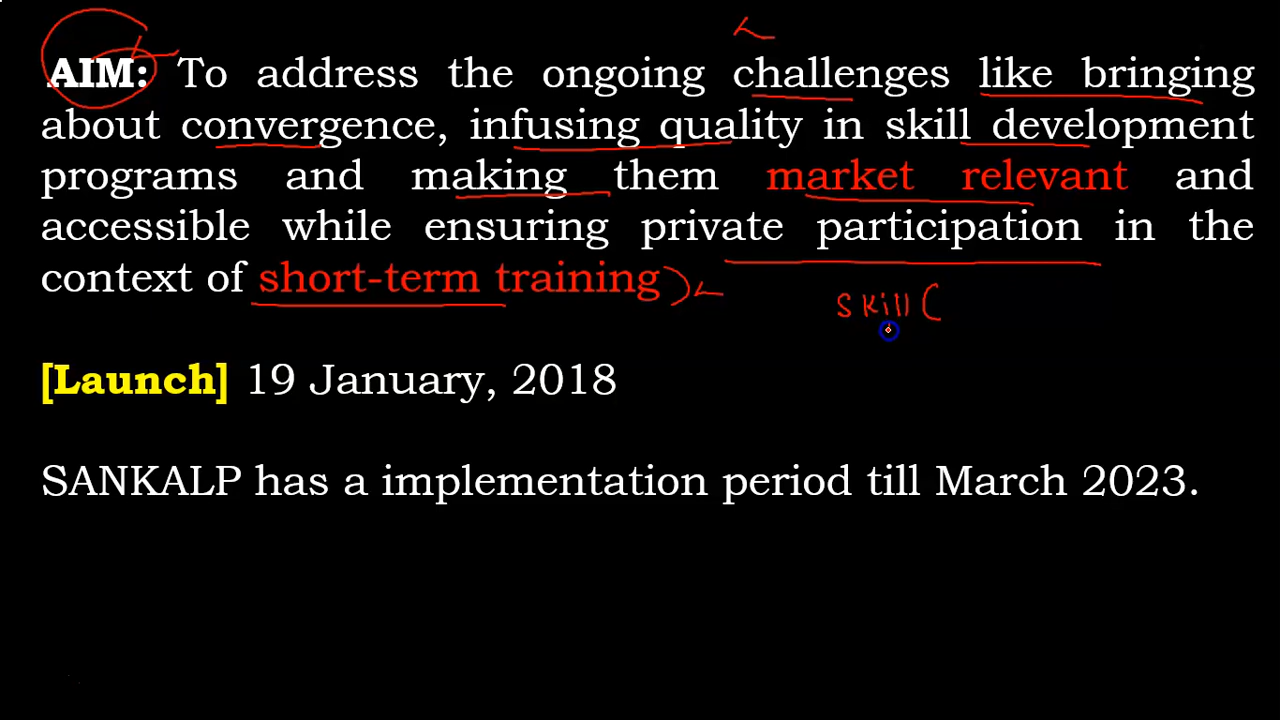 AIM: To address the ongoing challenges like bringing
about convergence, infusing quality in skill development
programs and making them market relevant and
accessible while ensuring private participation in the
context of short-term training
skill (
[Launch] 19 January, 2018
SANKALP has a implementation period till March 2023.